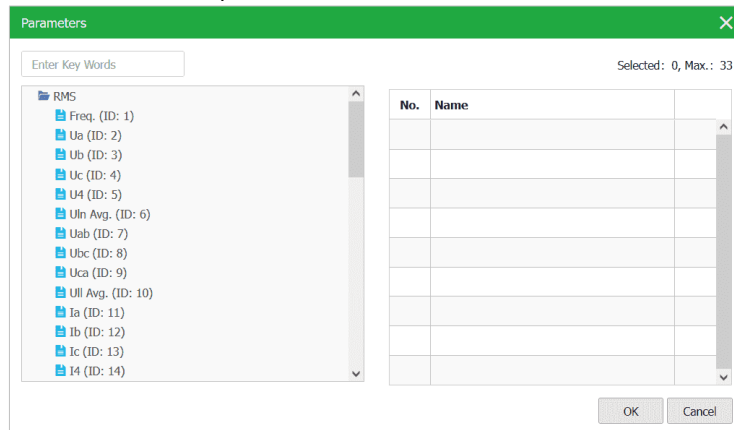 Parameters
Enter Key Words
Selected: 0, Max.: 33
RMS
Freq. (ID: 1)
Ua (ID: 2)
Ub (ID: 3)
Uc (ID: 4)
U4 (ID: 5)
Uln Avg. (ID: 6)
Uab (ID: 7)
Ubc (ID: 8)
Uca (ID: 9)
Ull Avg. (ID: 10)
Ia (ID: 11)
Ib (ID: 12)
Ic (ID: 13)
I4 (ID: 14)
No. Name
OK Cancel